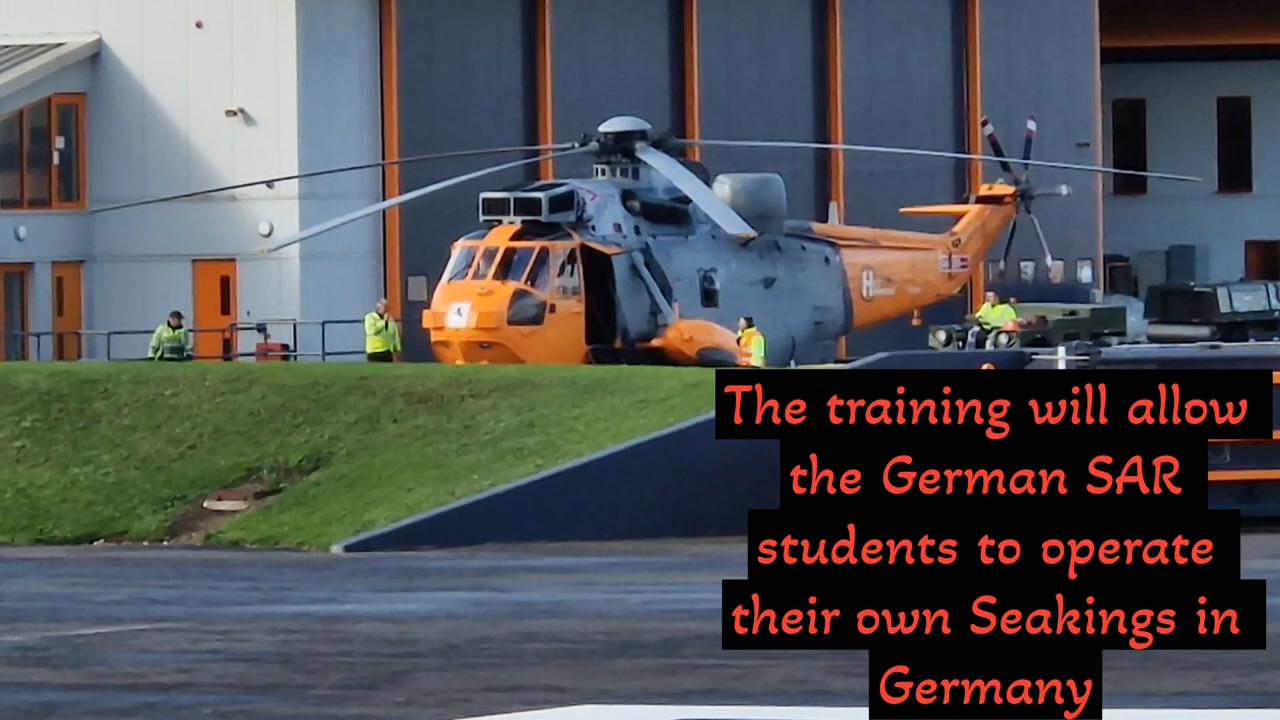 H
The training will allow
the German SAR
students to operate
their own Seakings in
Germany